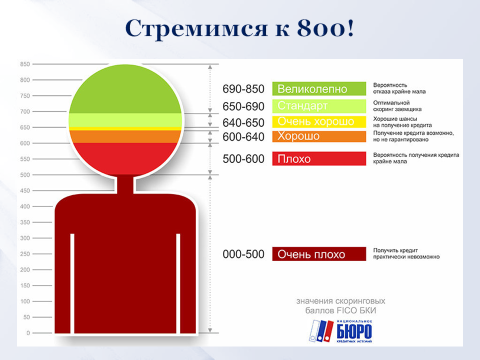 Стремимся к 800!
850
800
750
700
650
600
550
500
450
400
350
300
250
200
150
100
50
0
690-850 Великолепно Вероятность
отказа крайне мала
650-690 Стандарт Оптимальной
скоринг заемщика
640-650 Очень хорошо Хорошие шансы
на получение кредита
600-640 Хорошо Получение кредита возможно,
но не гарантировано
500-600 Плохо Вероятность получения кредита
крайне мала
000-500 Очень плохо Получить кредит
практически невозможно
значения скоринговых
баллов FICO БКИ
НАЦИОНАЛЬНОЕ
БЮРО
КРЕДИТНЫХ ИСТОРИЙ